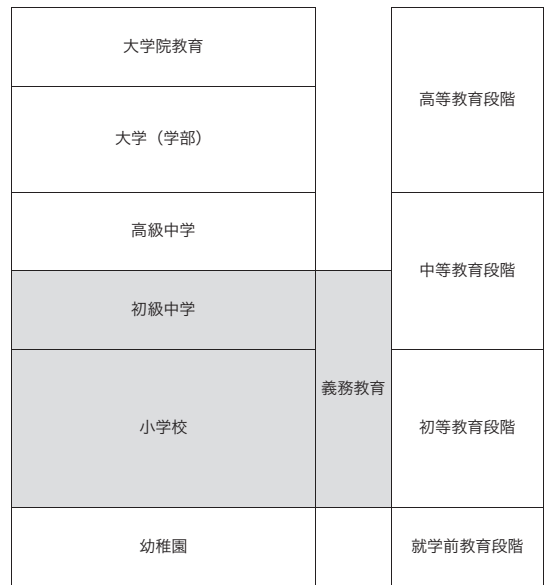 大学院教育
高等教育段階
大学（学部）
高級中学
中等教育段階
初級中学
義務教育
小学校
初等教育段階
幼稚園
就学前教育段階